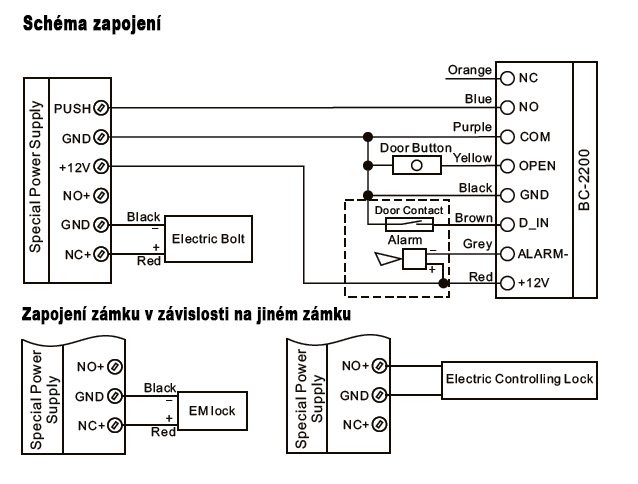 Schéma zapojení
Special Power Supply
PUSH
GND
+12V
NO+
GND
NC+
Black
−
+
Red
Electric Bolt
Orange
Blue
Purple
Door Button
Yellow
Black
Door Contact
Brown
Alarm
−
+
Grey
Red
NC
NO
COM
OPEN
GND
D_IN
ALARM-
+12V
BC-2200
Zapojení zámku v závislosti na jiném zámku
Special Power
Supply
NO+
GND
NC+
Black
−
+
Red
EM lock
Special Power
Supply
NO+
GND
NC+
Electric Controlling Lock